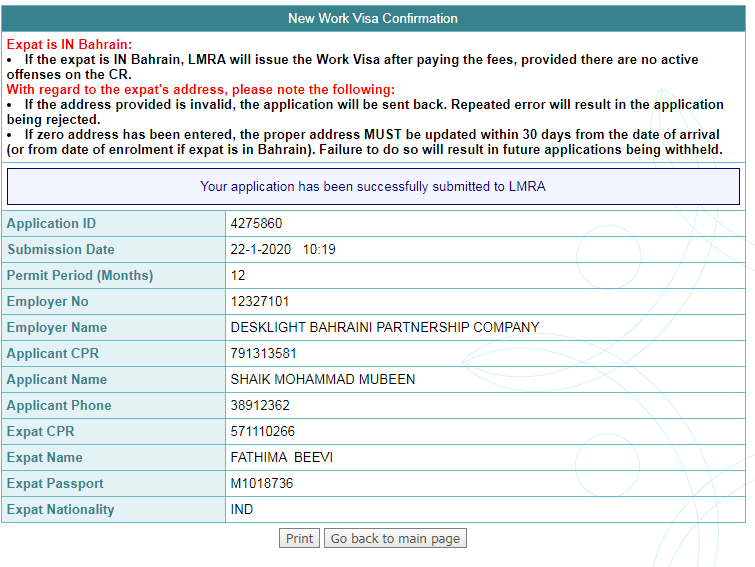 New Work Visa Confirmation
Expat is IN Bahrain:
• If the expat is IN Bahrain, LMRA will issue the Work Visa after paying the fees, provided there are no active
offenses on the CR.
With regard to the expat's address, please note the following:
• If the address provided is invalid, the application will be sent back. Repeated error will result in the application
being rejected.
• If zero address has been entered, the proper address MUST be updated within 30 days from the date of arrival
(or from date of enrolment if expat is in Bahrain). Failure to do so will result in future applications being withheld.
Your application has been successfully submitted to LMRA
Application ID 4275860
Submission Date 22-1-2020 10:19
Permit Period (Months) 12
Employer No 12327101
Employer Name DESKLIGHT BAHRAINI PARTNERSHIP COMPANY
Applicant CPR 791313581
Applicant Name SHAIK MOHAMMAD MUBEEN
Applicant Phone 38912362
Expat CPR 571110266
Expat Name FATHIMA BEEVI
Expat Passport M1018736
Expat Nationality IND
Print Go back to main page